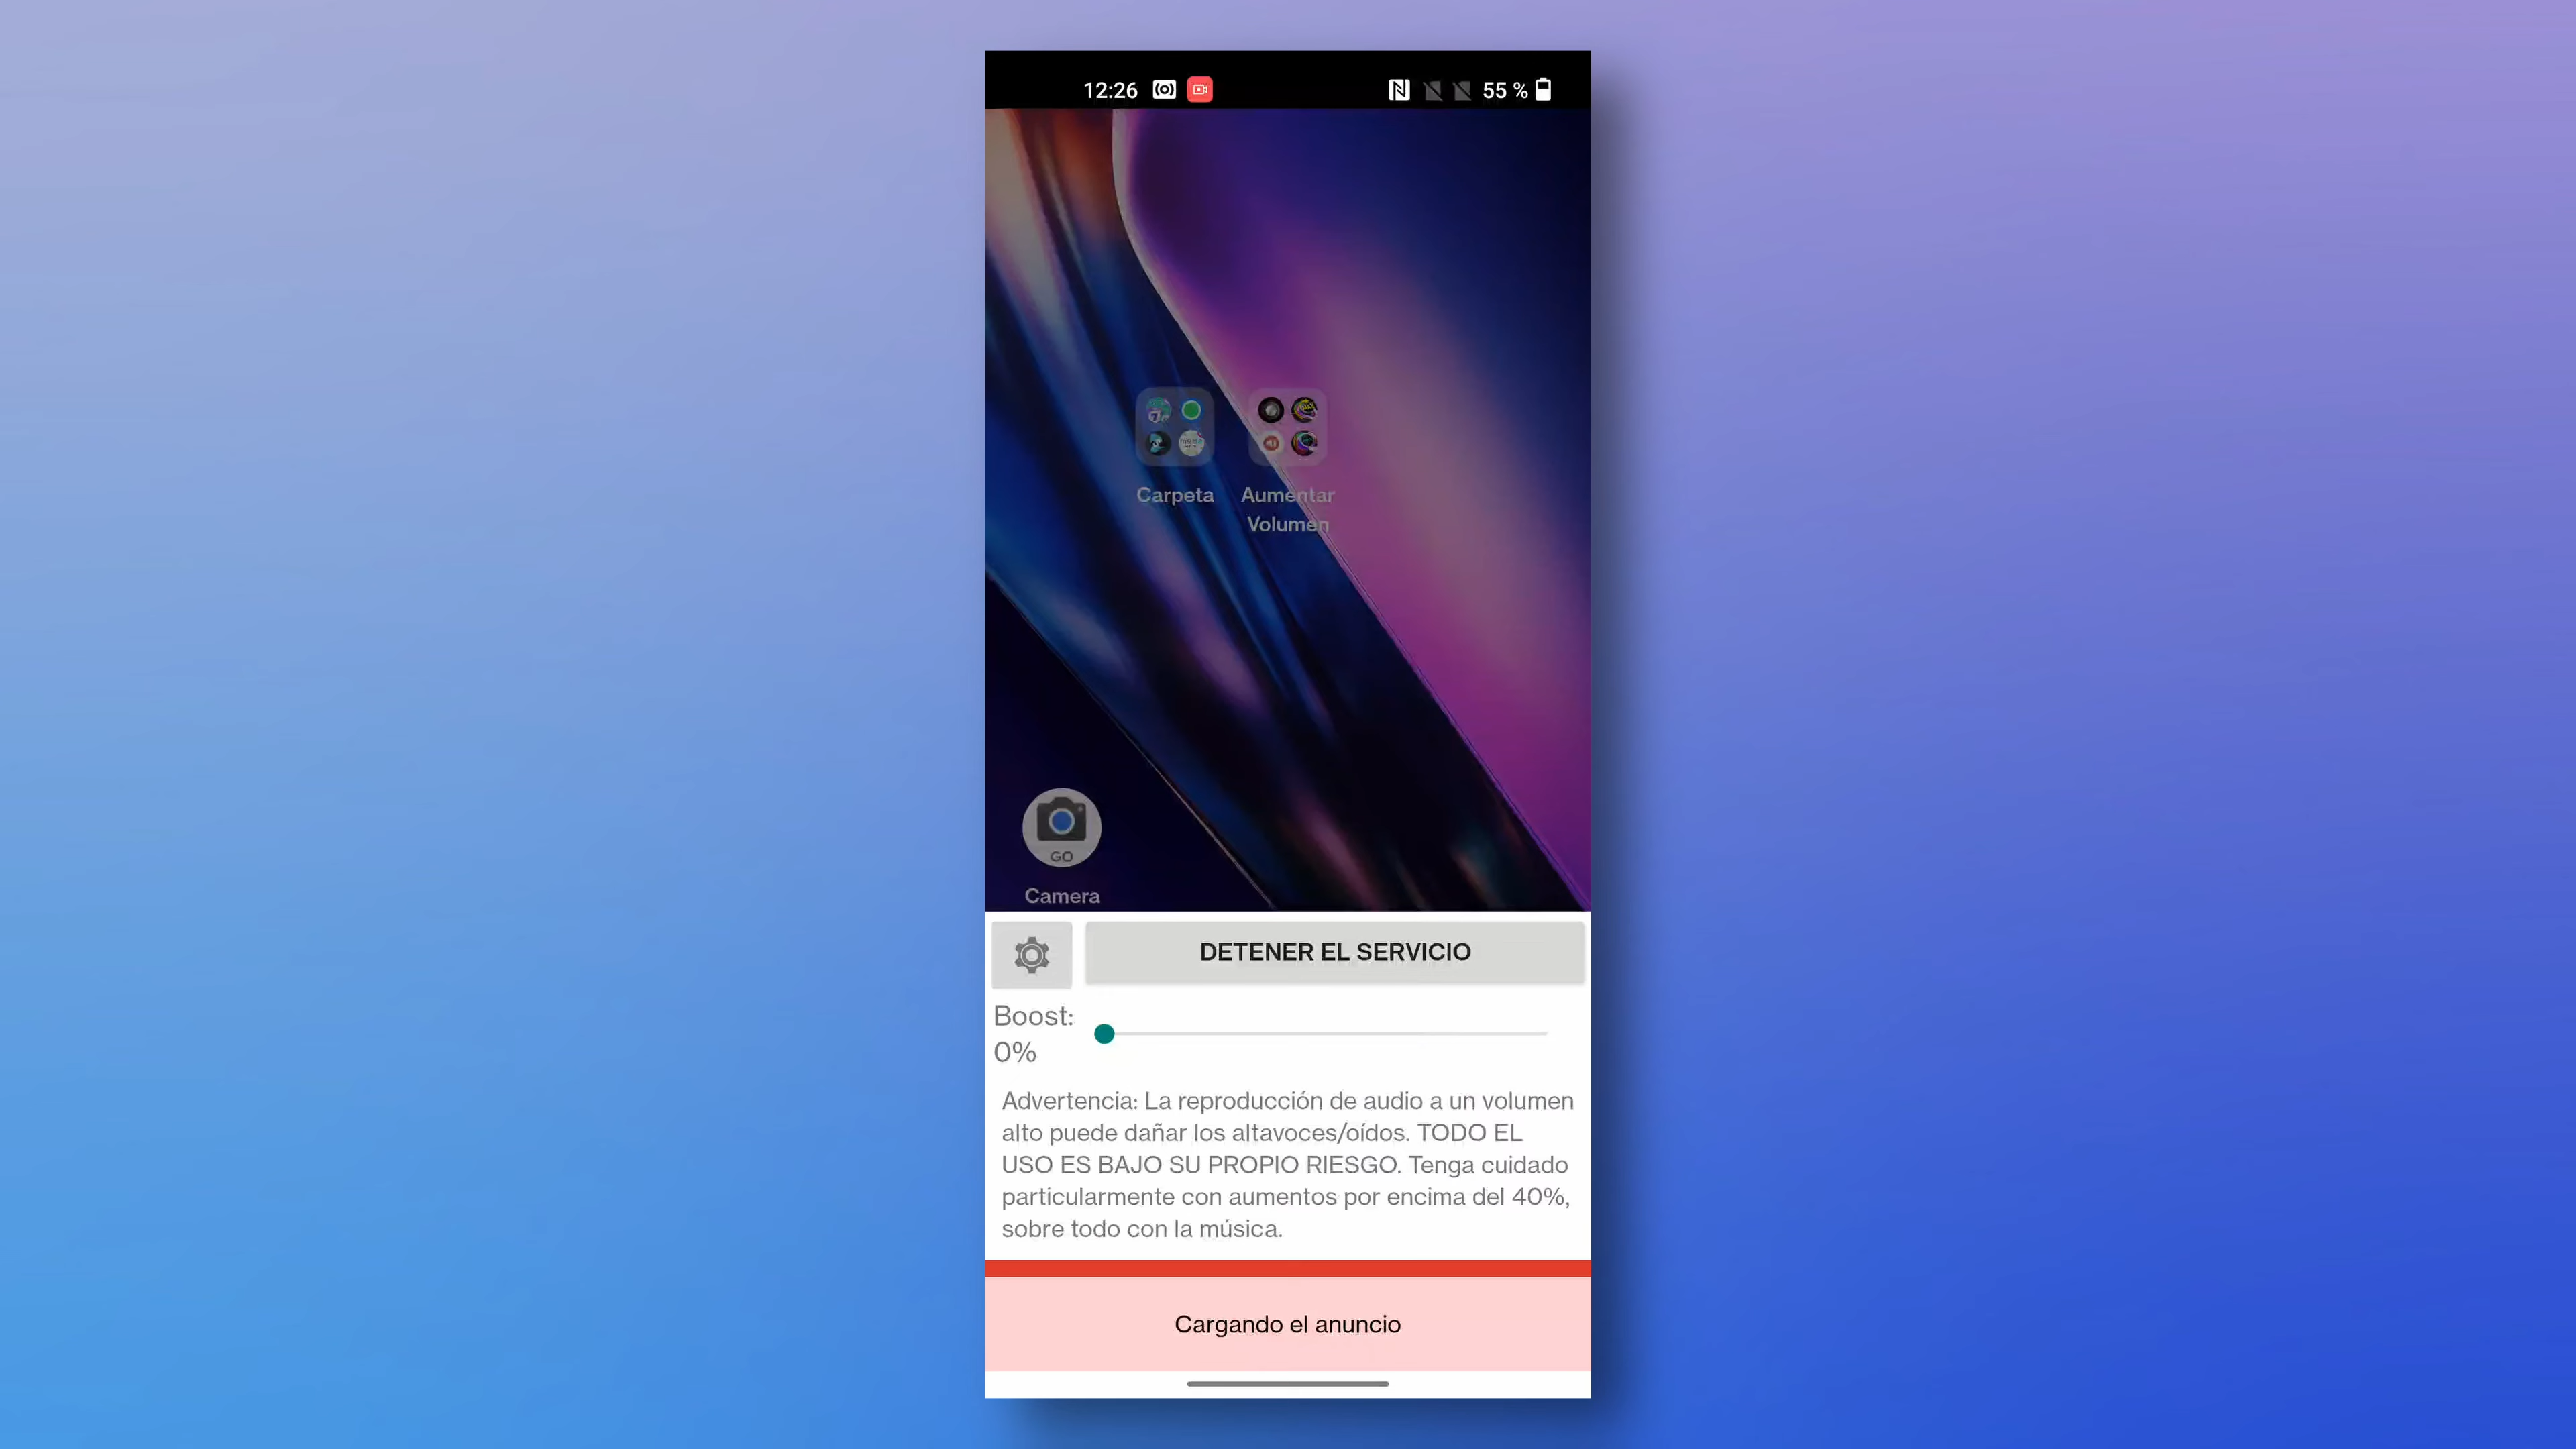 12:26 55 %
Carpeta Aumentar
Volumen
GO
Camera
DETENER EL SERVICIO
Boost:
0%
Advertencia: La reproducción de audio a un volumen
alto puede dañar los altavoces/oídos. TODO EL
USO ES BAJO SU PROPIO RIESGO. Tenga cuidado
particularmente con aumentos por encima del 40%,
sobre todo con la música.
Cargando el anuncio